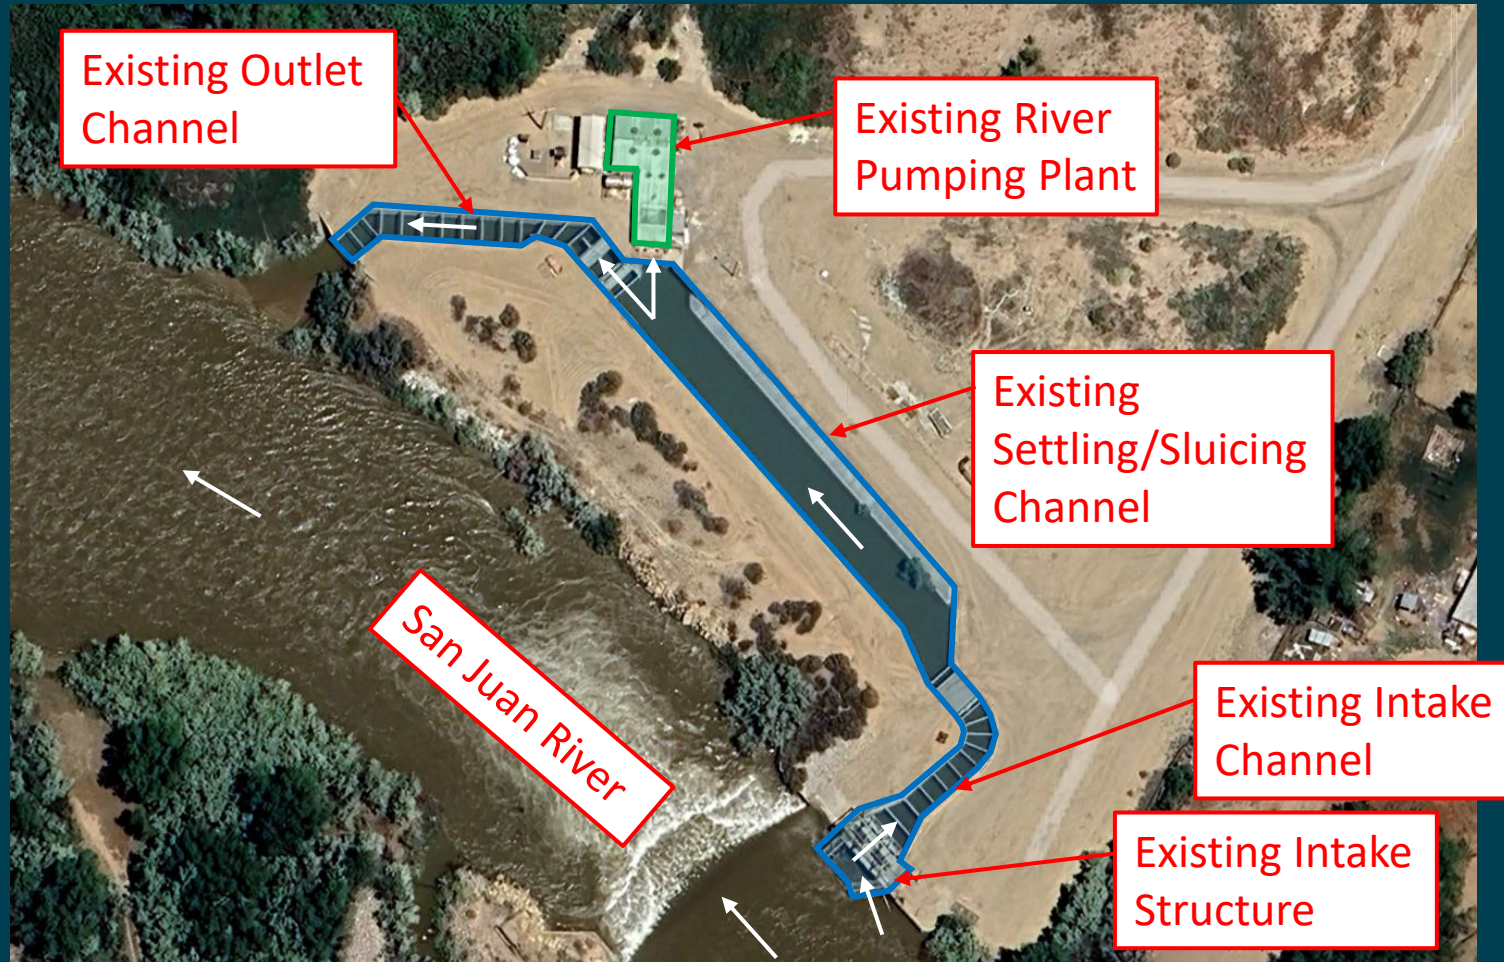 Existing Outlet
Channel
Existing River
Pumping Plant
Existing
Settling/Sluicing
Channel
San Juan River
Existing Intake
Channel
Existing Intake
Structure